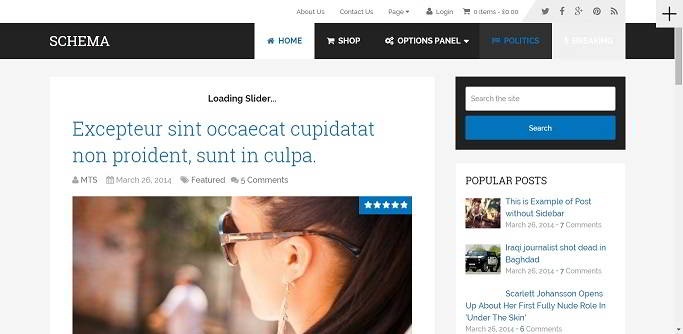 About Us Contact Us Page Login 0 items - £0.00
SCHEMA
HOME SHOP OPTIONS PANEL POLITICS BREAKING
Loading Slider...
Excepteur sint occaecat cupidatat
non proident, sunt in culpa.
MTS March 26, 2014 Featured 5 Comments
Search the site
Search
POPULAR POSTS
This is Example of Post
without Sidebar
March 26, 2014 - 7 Comments
Iraqi journalist shot dead in
Baghdad
March 26, 2014 - 7 Comments
Scarlett Johansson Opens
Up About Her First Fully Nude Role In
'Under The Skin'
March 26, 2014 - 6 Comments